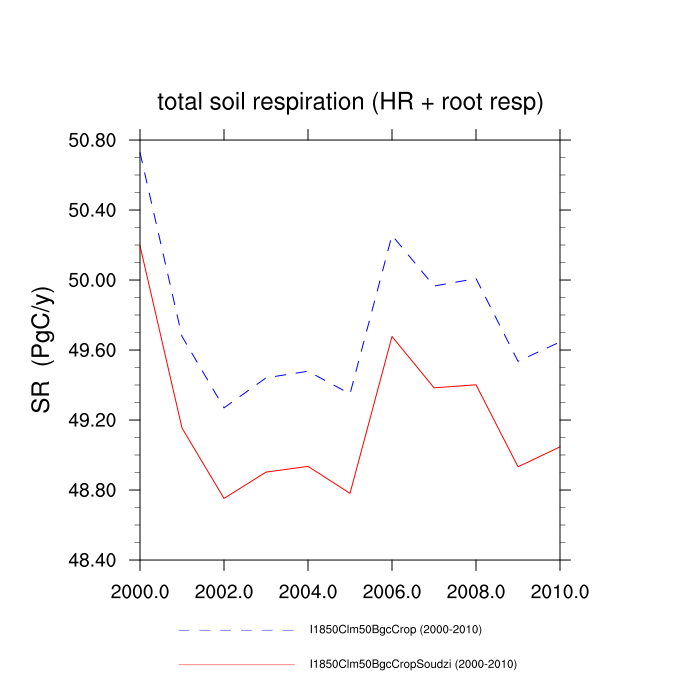 total soil respiration (HR + root resp)
50.80
50.40
50.00
49.60
49.20
48.80
48.40
SR (PgC/y)
2000.0 2002.0 2004.0 2006.0 2008.0 2010.0
I1850Clm50BgcCrop (2000-2010)
I1850Clm50BgcCropSoudzi (2000-2010)